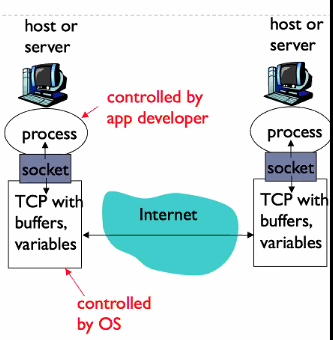 host or
server
host or
server
controlled by
app developer
process
process
socket
socket
TCP with
buffers,
variables
Internet
TCP with
buffers,
variables
controlled
by OS